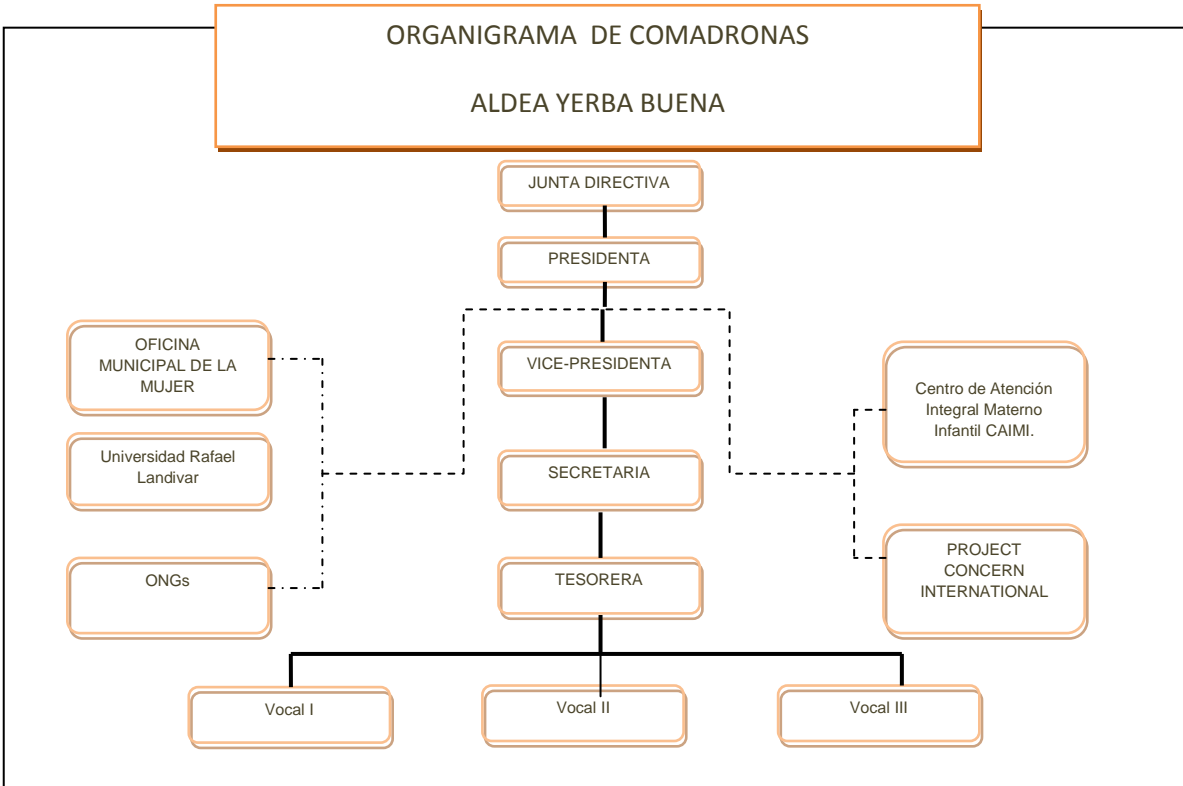 ORGANIGRAMA DE COMADRONAS
ALDEA YERBA BUENA
JUNTA DIRECTIVA
PRESIDENTA
OFICINA
MUNICIPAL DE LA
MUJER
VICE-PRESIDENTA
Centro de Atención
Integral Materno
Infantil CAIMI.
Universidad Rafael
Landivar
SECRETARIA
ONGs
TESORERA
PROJECT
CONCERN
INTERNATIONAL
Vocal I
Vocal II
Vocal III